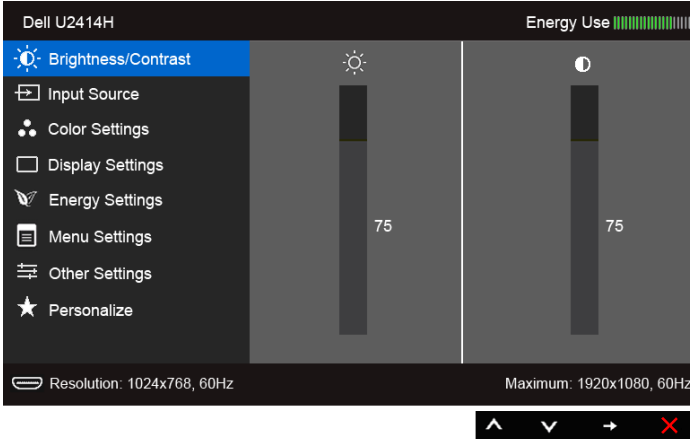 Dell U2414H
Energy Use
Brightness/Contrast
Input Source
Color Settings
Display Settings
Energy Settings
Menu Settings
Other Settings
Personalize
75
75
Resolution: 1024x768, 60Hz
Maximum: 1920x1080, 60Hz